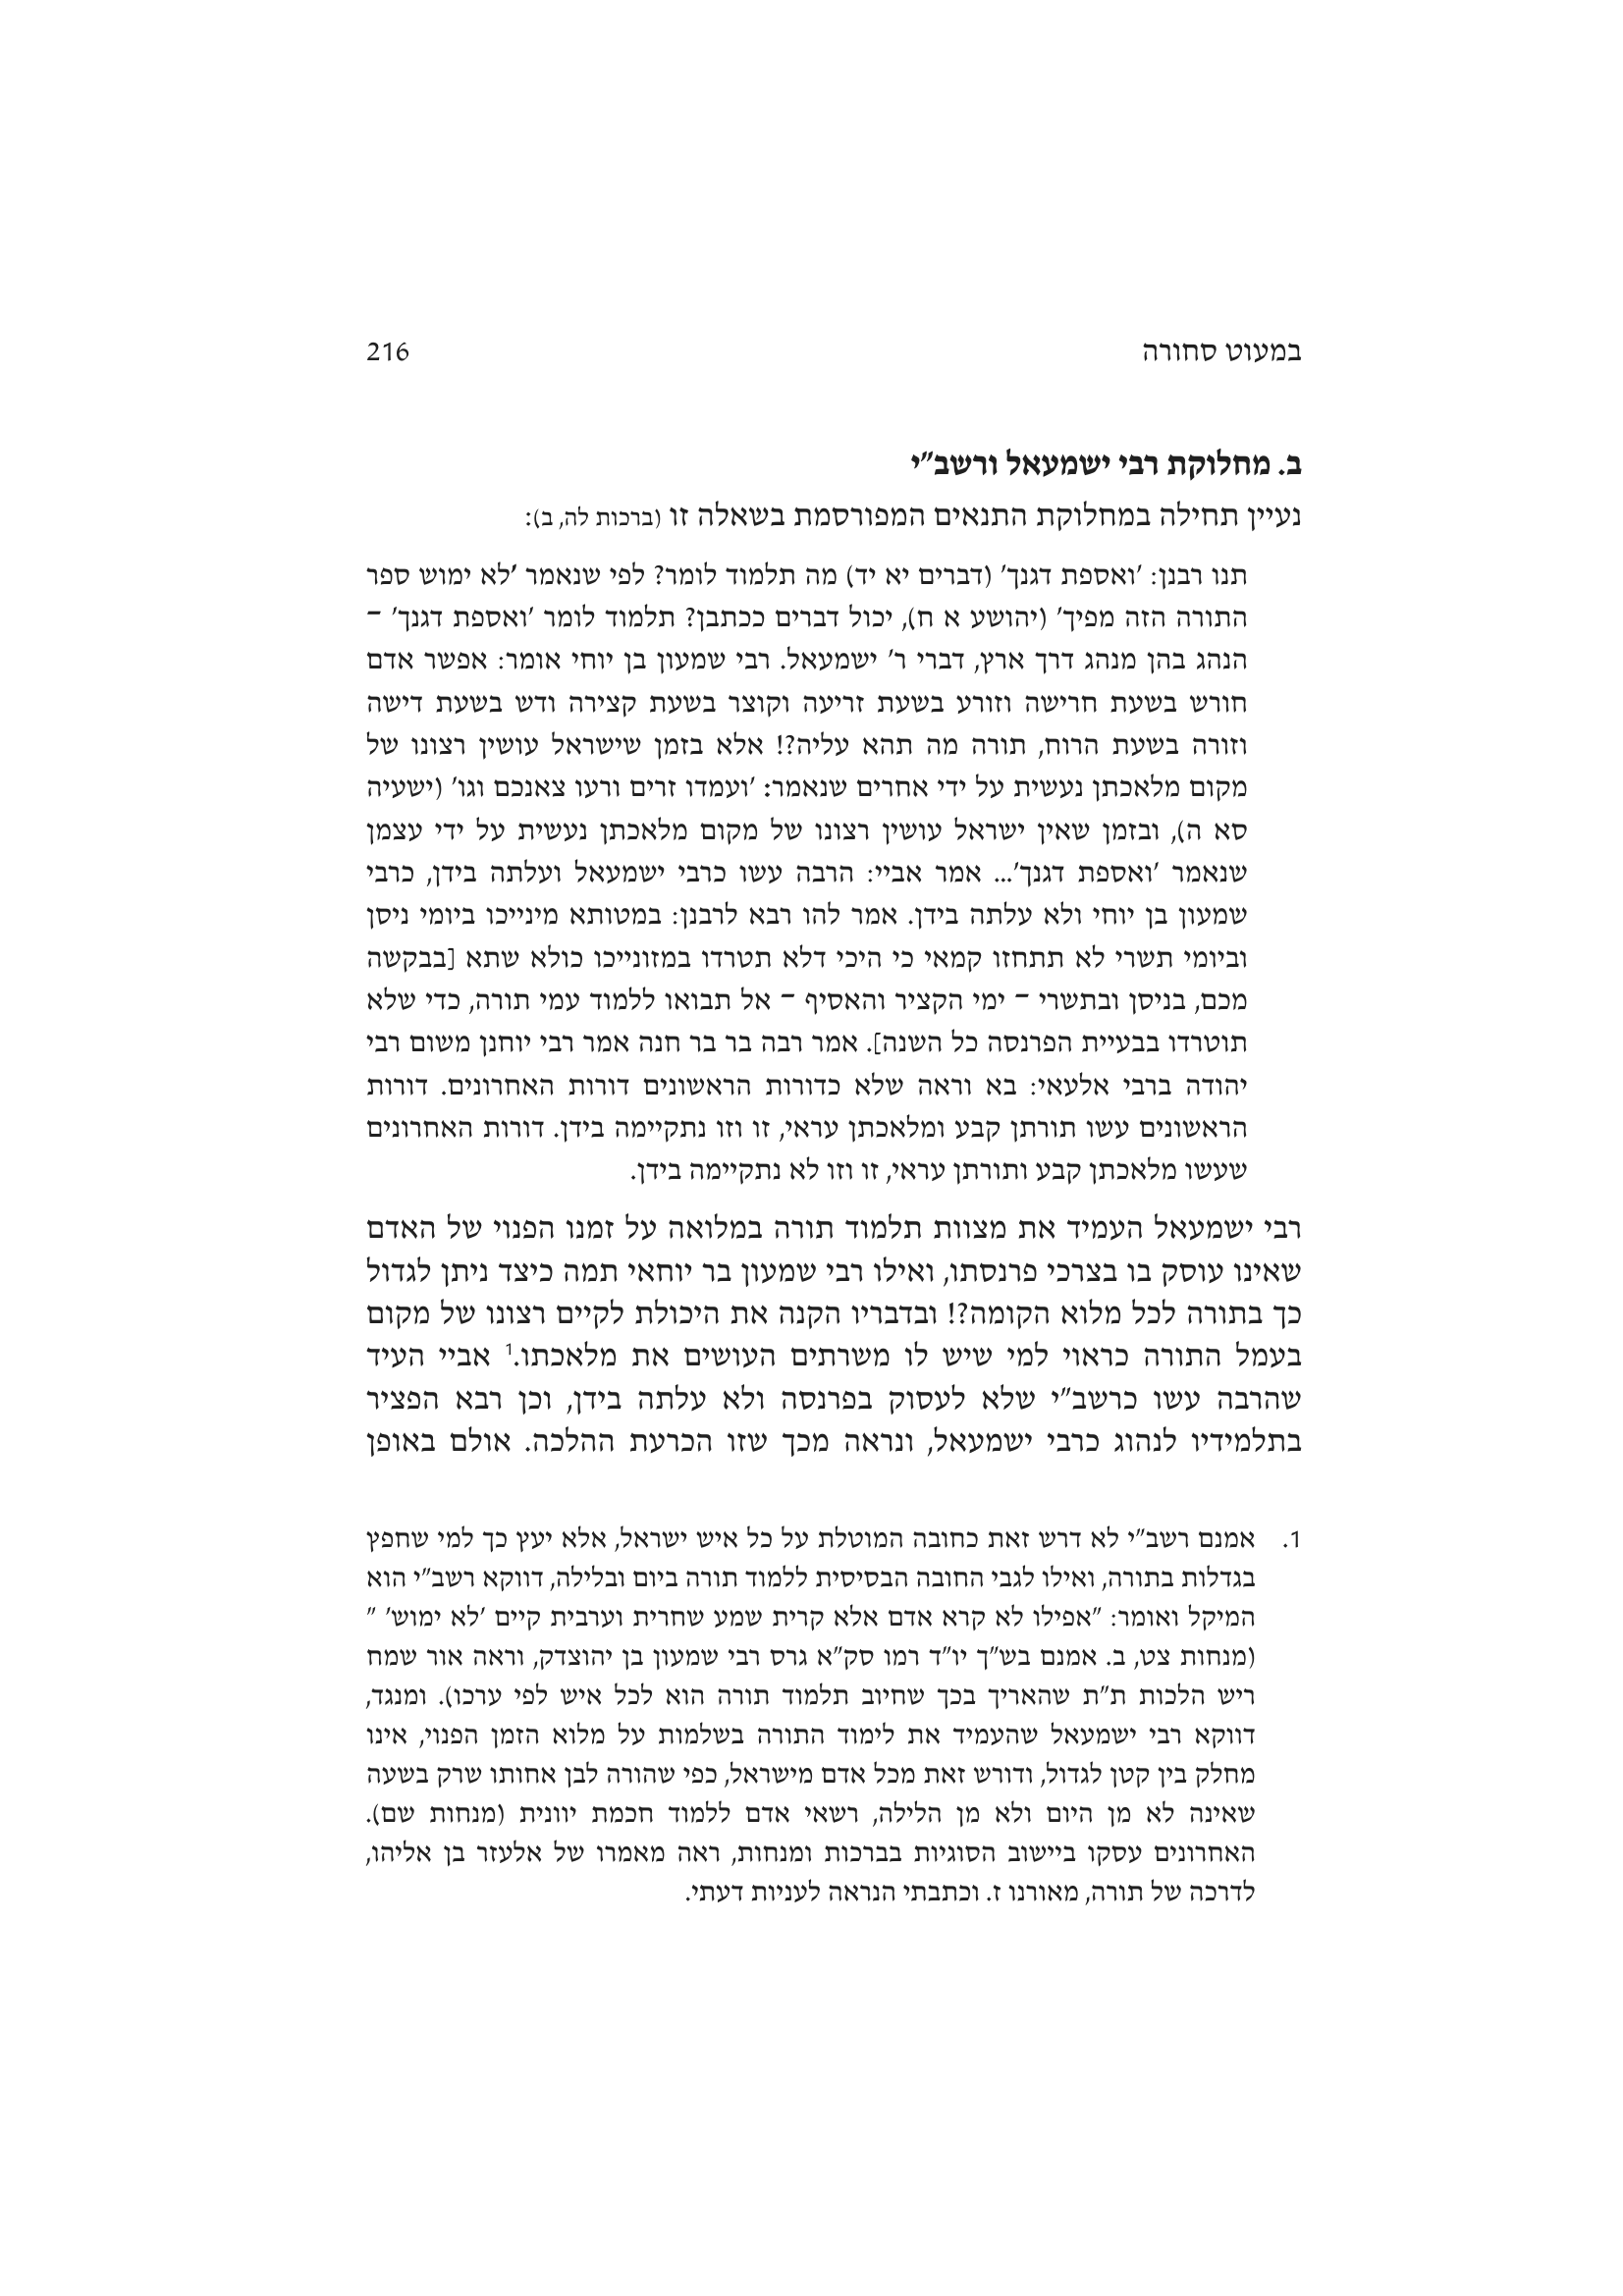 במעוט סחורה
216
ב. מחלוקת רבי ישמעאל ורשב"י
נעיין תחילה במחלוקת התנאים המפורסמת בשאלה זו (ברכות לה, ב):
תנו רבנן: 'ואספת דגנך' (דברים יא יד) מה תלמוד לומר? לפי שנאמר 'לא ימוש ספר
התורה הזה מפיך' (יהושע א ח), יכול דברים ככתבן? תלמוד לומר 'ואספת דגנך' –
הנהג בהן מנהג דרך ארץ, דברי ר' ישמעאל. רבי שמעון בן יוחי אומר: אפשר אדם
חורש בשעת חרישה וזורע בשעת זריעה וקוצר בשעת קצירה ודש בשעת דישה
וזורה בשעת הרוח, תורה מה תהא עליה?! אלא בזמן שישראל עושין רצונו של
מקום מלאכתן נעשית על ידי אחרים שנאמר: 'ועמדו זרים ורעו צאנכם וגו' (ישעיה
סא ה), ובזמן שאין ישראל עושין רצונו של מקום מלאכתן נעשית על ידי עצמן
שנאמר 'ואספת דגנך'... אמר אביי: הרבה עשו כרבי ישמעאל ועלתה בידן, כרבי
שמעון בן יוחי ולא עלתה בידן. אמר להו רבא לרבנן: במטותא מינייכו ביומי ניסן
וביומי תשרי לא תתחזו קמאי כי היכי דלא תטרדו במזונייכו כולא שתא [בבקשה
מכם, בניסן ובתשרי – ימי הקציר והאסיף – אל תבואו ללמוד עמי תורה, כדי שלא
תוטרדו בבעיית הפרנסה כל השנה]. אמר רבה בר בר חנה אמר רבי יוחנן משום רבי
יהודה ברבי אלעאי: בא וראה שלא כדורות הראשונים דורות האחרונים. דורות
הראשונים עשו תורתן קבע ומלאכתן עראי, זו וזו נתקיימה בידן. דורות האחרונים
שעשו מלאכתן קבע ותורתן עראי, זו וזו לא נתקיימה בידן.
רבי ישמעאל העמיד את מצוות תלמוד תורה במלואה על זמנו הפנוי של האדם
שאינו עוסק בו בצרכי פרנסתו, ואילו רבי שמעון בר יוחאי תמה כיצד ניתן לגדול
כך בתורה לכל מלוא הקומה?! ובדבריו הקנה את היכולת לקיים רצונו של מקום
בעמל התורה כראוי למי שיש לו משרתים העושים את מלאכתו.1 אביי העיד
שהרבה עשו כרשב"י שלא לעסוק בפרנסה ולא עלתה בידן, וכן רבא הפציר
בתלמידיו לנהוג כרבי ישמעאל, ונראה מכך שזו הכרעת ההלכה. אולם באופן
1. אמנם רשב"י לא דרש זאת כחובה המוטלת על כל איש ישראל, אלא יעץ כך למי שחפץ
בגדלות בתורה, ואילו לגבי החובה הבסיסית ללמוד תורה ביום ובלילה, דווקא רשב"י הוא
המיקל ואומר: "אפילו לא קרא אדם אלא קרית שמע שחרית וערבית קיים 'לא ימוש' "
(מנחות צט, ב. אמנם בש"ך יו"ד רמו סק"א גרס רבי שמעון בן יהוצדק, וראה אור שמח
ריש הלכות ת"ת שהאריך בכך שחיוב תלמוד תורה הוא לכל איש לפי ערכו). ומנגד,
דווקא רבי ישמעאל שהעמיד את לימוד התורה בשלמות על מלוא הזמן הפנוי, אינו
מחלק בין קטן לגדול, ודורש זאת מכל אדם מישראל, כפי שהורה לבן אחותו שרק בשעה
שאינה לא מן היום ולא מן הלילה, רשאי אדם ללמוד חכמת יוונית (מנחות שם).
האחרונים עסקו ביישוב הסוגיות בברכות ומנחות, ראה מאמרו של אלעזר בן אליהו,
לדרכה של תורה, מאורנו ז. וכתבתי הנראה לעניות דעתי.